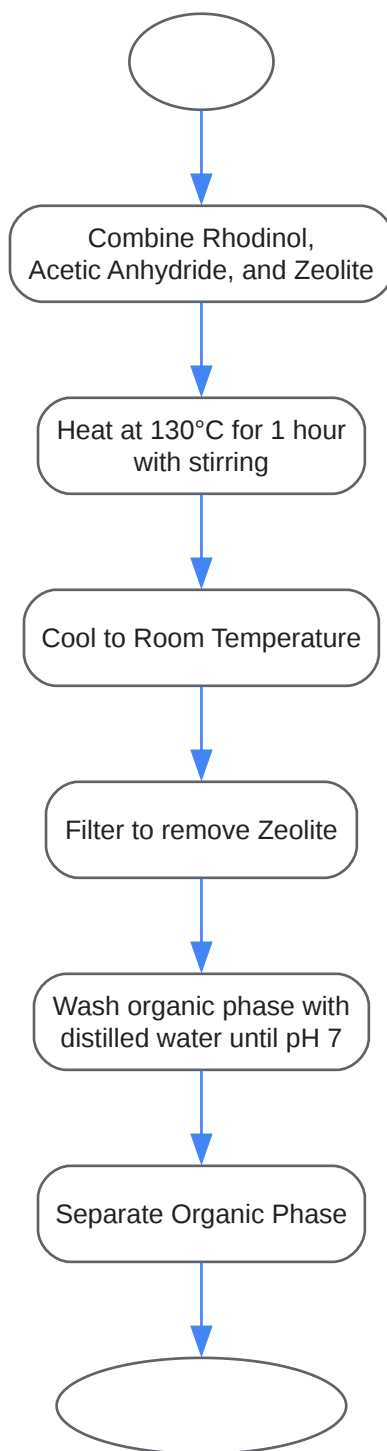 Combine Rhodinol,
Acetic Anhydride, and Zeolite
Heat at 130°C for 1 hour
with stirring
Cool to Room Temperature
Filter to remove Zeolite
Wash organic phase with
distilled water until pH 7
Separate Organic Phase